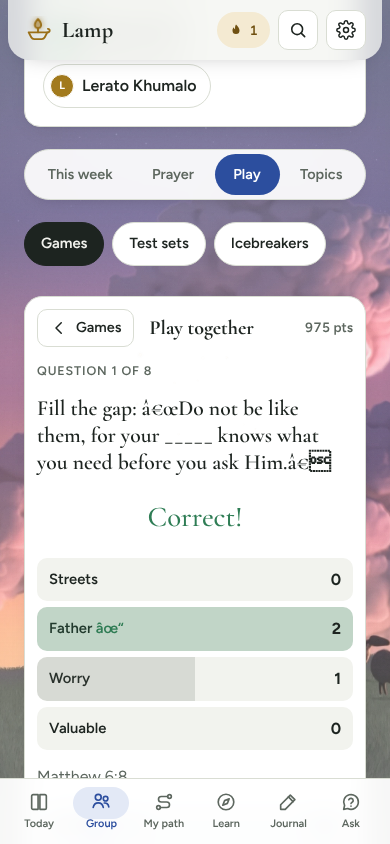 Lamp
1
L
Lerato Khumalo
This week
Prayer
Play
Topics
Games
Test sets
Icebreakers
Games
Play together
975 pts
QUESTION 1 OF 8
Fill the gap: â€œDo not be like
them, for your _____ knows what
you need before you ask Him.â€
Correct!
Streets
0
Father âœ“
2
Worry
1
Valuable
0
Matthew 6:8
Today
Group
My path
Learn
Journal
Ask